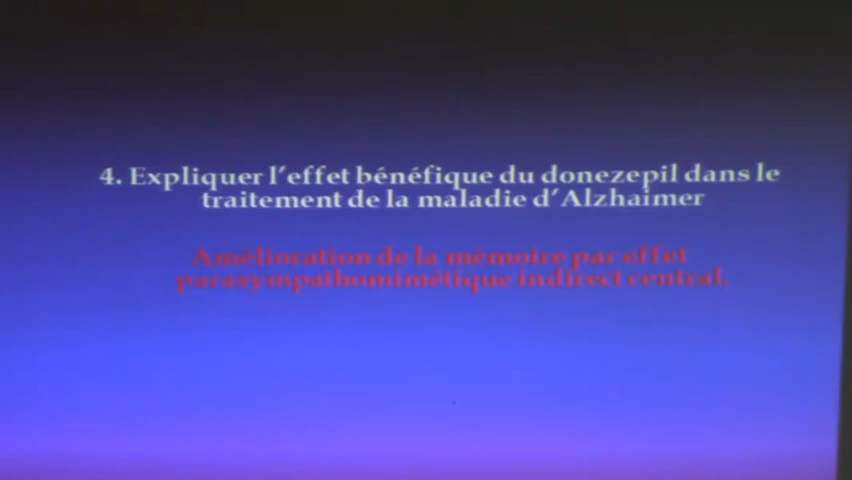 4. Expliquer l'effet bénéfique du donezepil dans le
traitement de la maladie d'Alzhaimer
Amélioration de la mémoire par effet
parasympathomimétique indirect central.